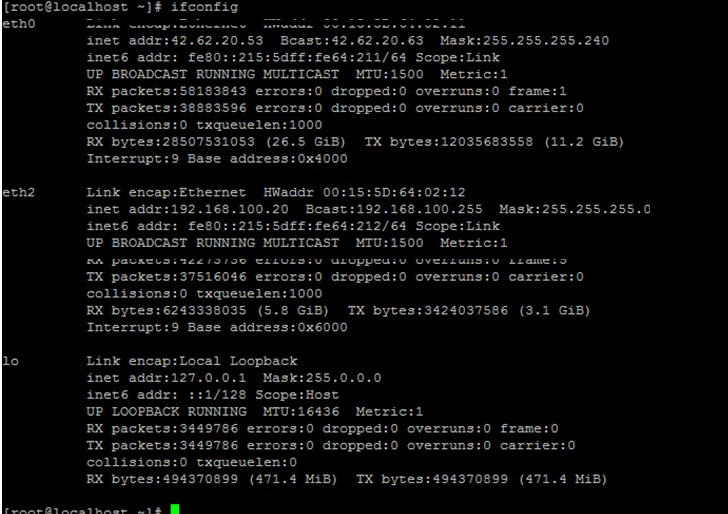 [root@localhost ~]# ifconfig
eth0 Link encap:Ethernet HWaddr 00:15:5D:64:02:11
inet addr:42.62.20.53 Bcast:42.62.20.63 Mask:255.255.255.240
inet6 addr: fe80::215:5dff:fe64:211/64 Scope:Link
UP BROADCAST RUNNING MULTICAST MTU:1500 Metric:1
RX packets:58183843 errors:0 dropped:0 overruns:0 frame:1
TX packets:38883596 errors:0 dropped:0 overruns:0 carrier:0
collisions:0 txqueuelen:1000
RX bytes:28507531053 (26.5 GiB) TX bytes:12035683558 (11.2 GiB)
Interrupt:9 Base address:0x4000
eth2 Link encap:Ethernet HWaddr 00:15:5D:64:02:12
inet addr:192.168.100.20 Bcast:192.168.100.255 Mask:255.255.255.0
inet6 addr: fe80::215:5dff:fe64:212/64 Scope:Link
UP BROADCAST RUNNING MULTICAST MTU:1500 Metric:1
RX errors:0 dropped:0 overruns:0
TX packets:37516046 errors:0 dropped:0 overruns:0 carrier:0
collisions:0 txqueuelen:1000
RX bytes:6243338035 (5.8 GiB) TX bytes:3424037586 (3.1 GiB)
Interrupt:9 Base address:0x6000
lo Link encap:Local Loopback
inet addr:127.0.0.1 Mask:255.0.0.0
inet6 addr: ::1/128 Scope:Host
UP LOOPBACK RUNNING MTU:16436 Metric:1
RX packets:3449786 errors:0 dropped:0 overruns:0 frame:0
TX packets:3449786 errors:0 dropped:0 overruns:0 carrier:0
collisions:0 txqueuelen:0
RX bytes:494370899 (471.4 MiB) TX bytes:494370899 (471.4 MiB)
[root@localhost ~]#